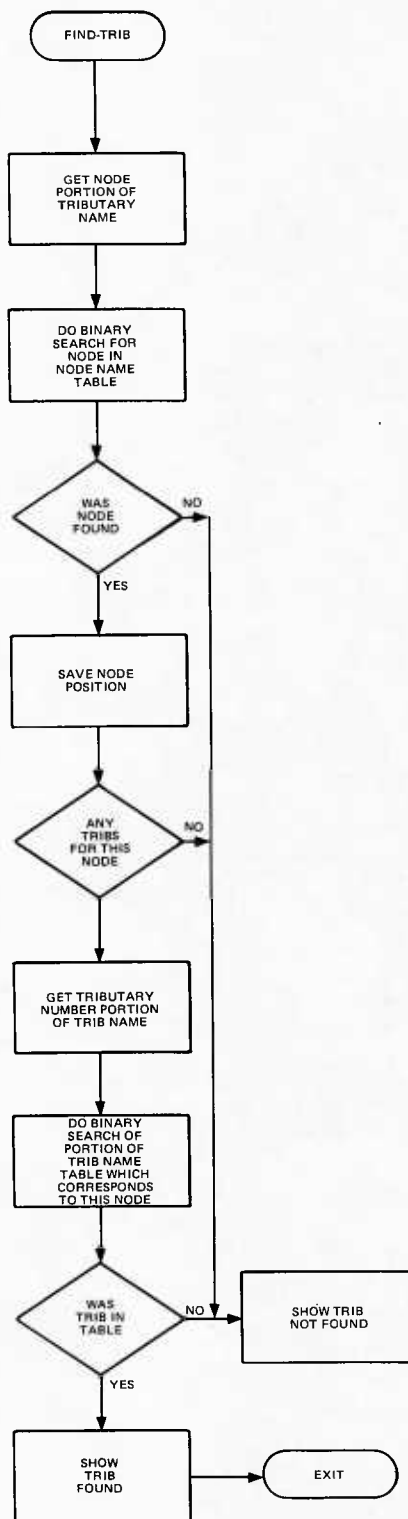 FIND-TRIB
GET NODE
PORTION OF
TRIBUTARY
NAME
DO BINARY
SEARCH FOR
NODE IN
NODE NAME
TABLE
WAS
NODE
FOUND
NO
YES
SAVE NODE
POSITION
ANY
TRIBS
FOR THIS
NODE
NO
GET TRIBUTARY
NUMBER PORTION
OF TRIB NAME
DO BINARY
SEARCH OF
PORTION OF
TRIB NAME
TABLE WHICH
CORRESPONDS
TO THIS NODE
WAS
TRIB IN
TABLE
NO
SHOW TRIB
NOT FOUND
YES
SHOW
TRIB
FOUND
EXIT